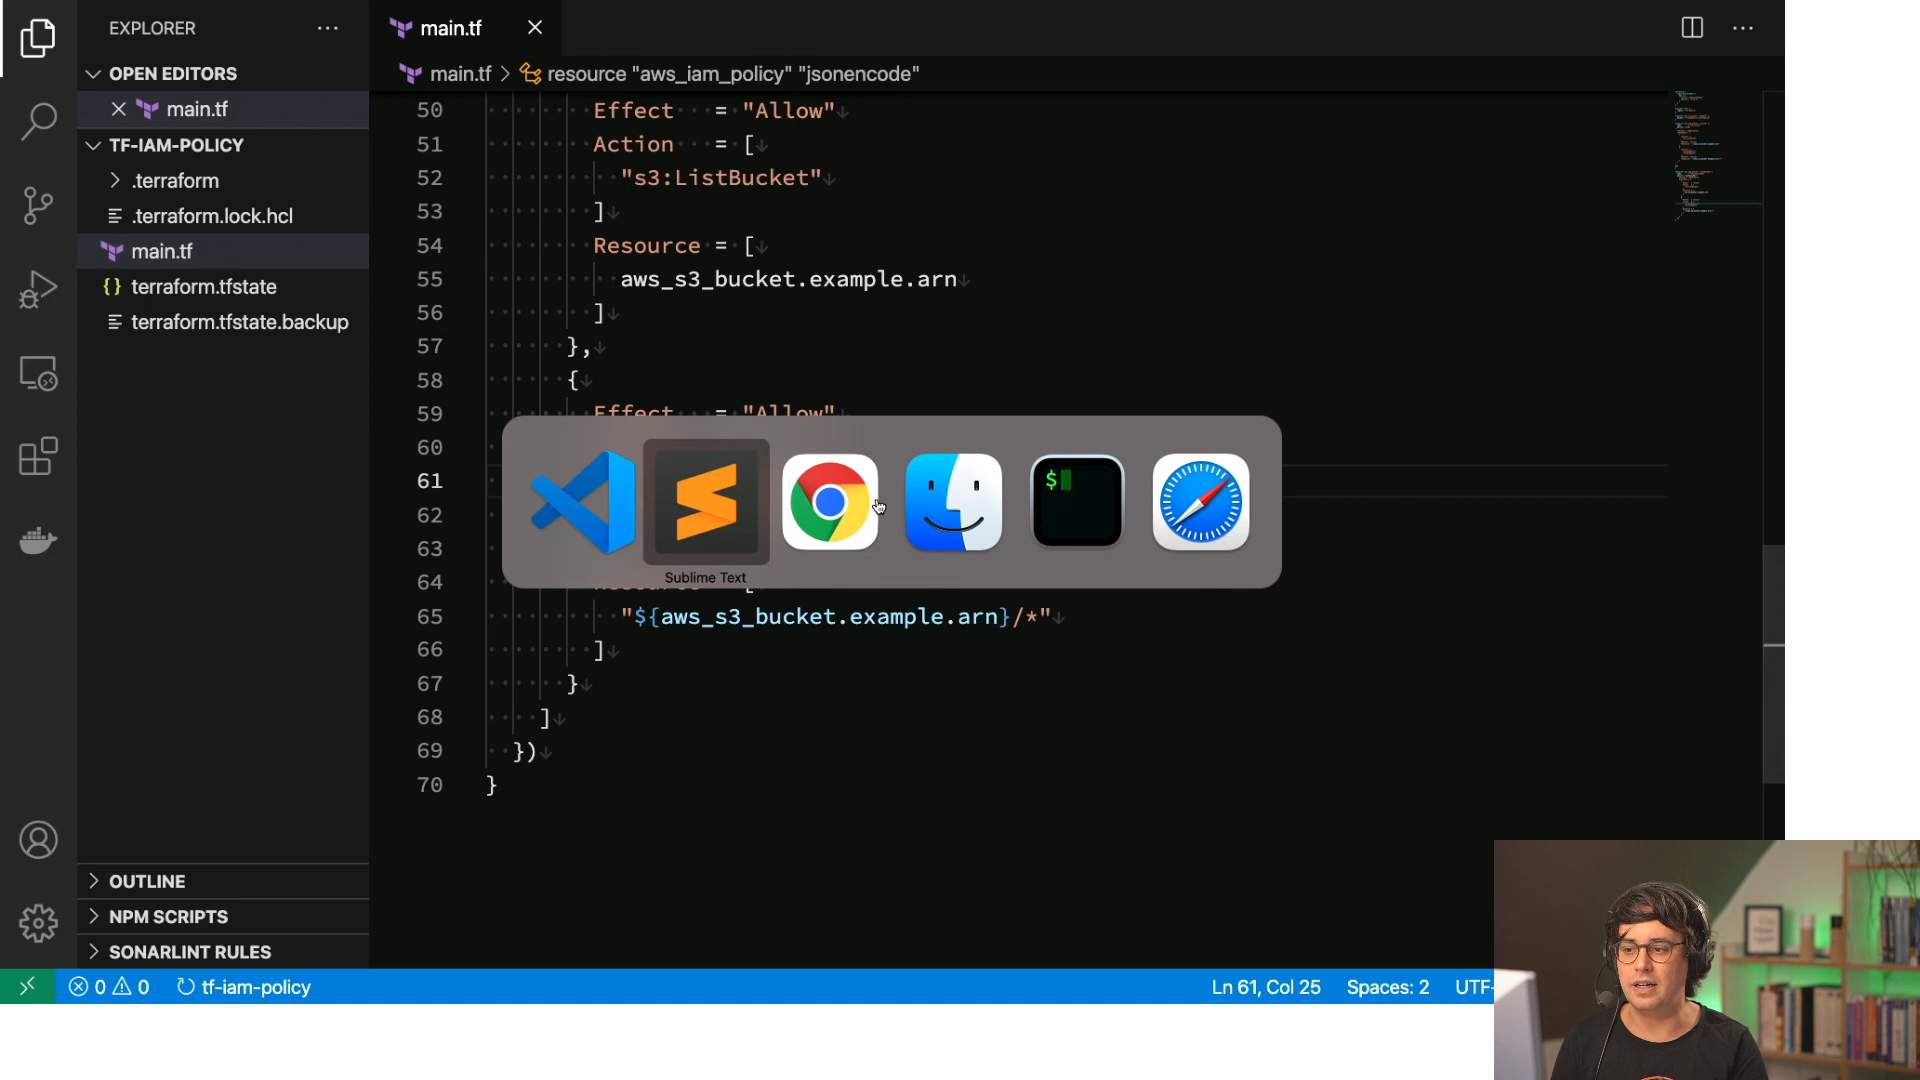 EXPLORER
main.tf
OPEN EDITORS
main.tf > resource "aws_iam_policy" "jsonencode"
main.tf
TF-IAM-POLICY
.terraform
.terraform.lock.hcl
main.tf
terraform.tfstate
terraform.tfstate.backup
50 Effect = "Allow"
51 Action = [
52 "s3:ListBucket"
53 ]
54 Resource = [
55 aws_s3_bucket.example.arn
56 ]
57 },
58 {
59 Effect = "Allow"
60
61
62
63
64
65 "${aws_s3_bucket.example.arn}/*"
66 ]
67 }
68 ]
69 })
70 }
$
Sublime Text
OUTLINE
NPM SCRIPTS
SONARLINT RULES
0 0 tf-iam-policy
Ln 61, Col 25 Spaces: 2 UTF-